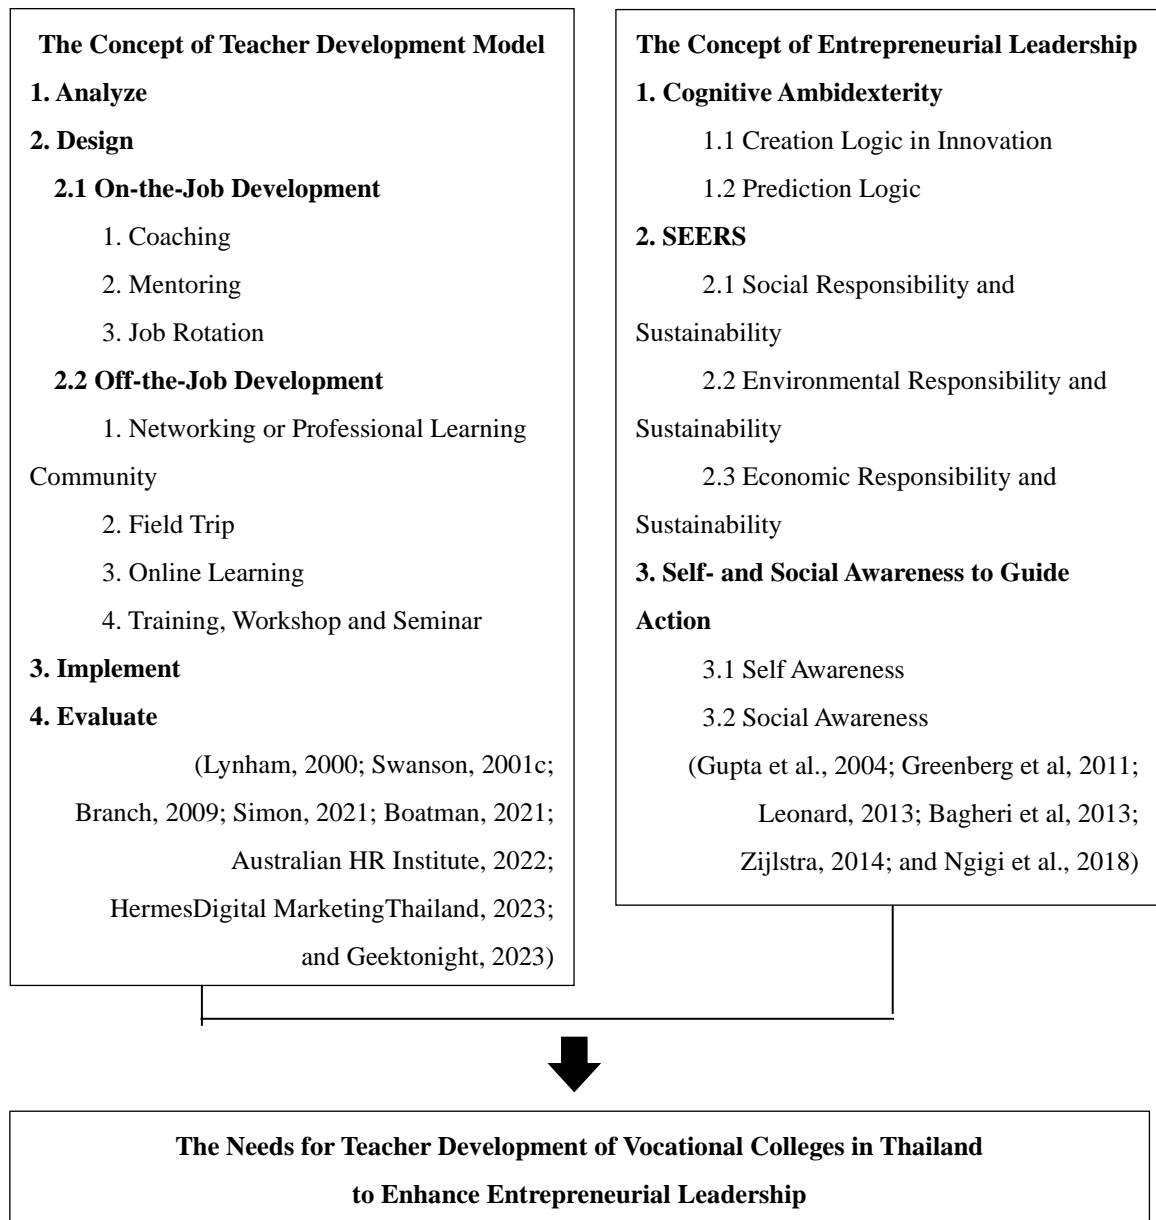 The Concept of Teacher Development Model
1. Analyze
2. Design
2.1 On-the-Job Development
1. Coaching
2. Mentoring
3. Job Rotation
2.2 Off-the-Job Development
1. Networking or Professional Learning
Community
2. Field Trip
3. Online Learning
4. Training, Workshop and Seminar
3. Implement
4. Evaluate
(Lynham, 2000; Swanson, 2001c;
Branch, 2009; Simon, 2021; Boatman, 2021;
Australian HR Institute, 2022;
HermesDigital MarketingThailand, 2023;
and Geektonight, 2023)
The Concept of Entrepreneurial Leadership
1. Cognitive Ambidexterity
1.1 Creation Logic in Innovation
1.2 Prediction Logic
2. SEERS
2.1 Social Responsibility and
Sustainability
2.2 Environmental Responsibility and
Sustainability
2.3 Economic Responsibility and
Sustainability
3. Self- and Social Awareness to Guide
Action
3.1 Self Awareness
3.2 Social Awareness
(Gupta et al., 2004; Greenberg et al, 2011;
Leonard, 2013; Bagheri et al, 2013;
Zijlstra, 2014; and Ngigi et al., 2018)
The Needs for Teacher Development of Vocational Colleges in Thailand
to Enhance Entrepreneurial Leadership